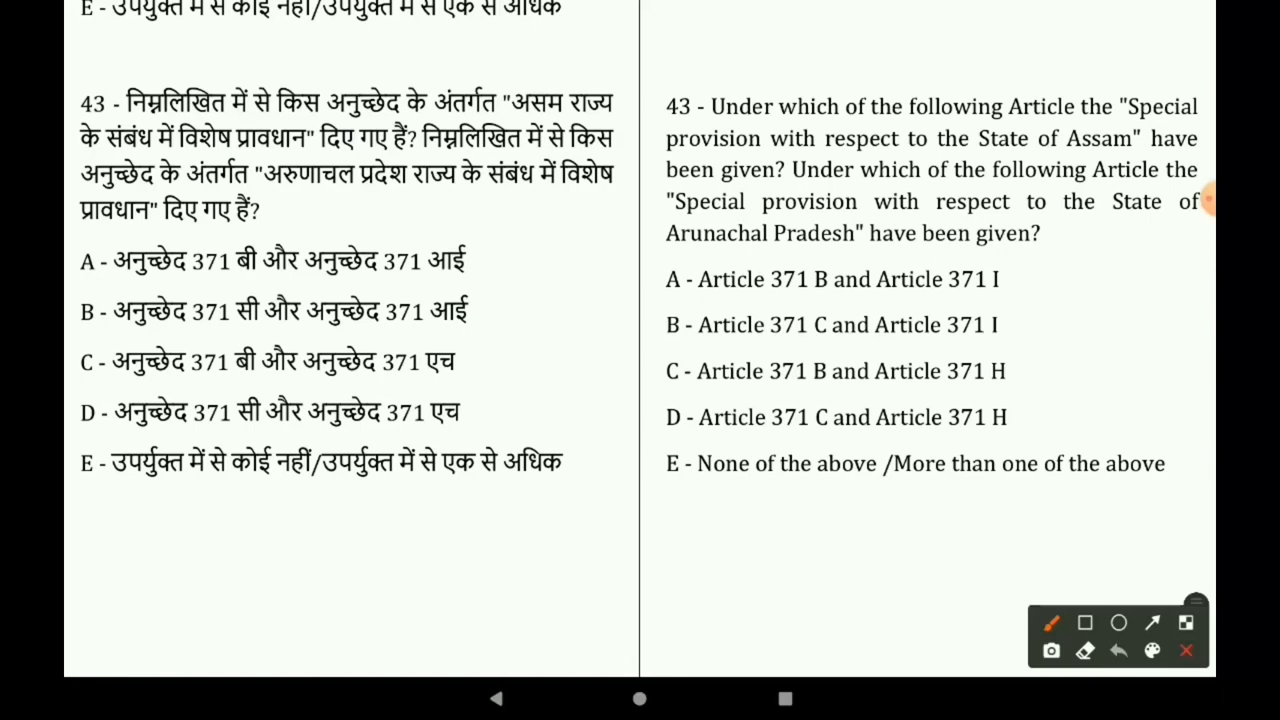 E - उपर्युक्त में से कोई नहीं/उपर्युक्त में से एक से अधिक
43 - निम्नलिखित में से किस अनुच्छेद के अंतर्गत "असम राज्य
के संबंध में विशेष प्रावधान" दिए गए हैं? निम्नलिखित में से किस
अनुच्छेद के अंतर्गत "अरुणाचल प्रदेश राज्य के संबंध में विशेष
प्रावधान" दिए गए हैं?
A - अनुच्छेद 371 बी और अनुच्छेद 371 आई
B - अनुच्छेद 371 सी और अनुच्छेद 371 आई
C - अनुच्छेद 371 बी और अनुच्छेद 371 एच
D - अनुच्छेद 371 सी और अनुच्छेद 371 एच
E - उपर्युक्त में से कोई नहीं/उपर्युक्त में से एक से अधिक
43 - Under which of the following Article the "Special
provision with respect to the State of Assam" have
been given? Under which of the following Article the
"Special provision with respect to the State of
Arunachal Pradesh" have been given?
A - Article 371 B and Article 371 I
B - Article 371 C and Article 371 I
C - Article 371 B and Article 371 H
D - Article 371 C and Article 371 H
E - None of the above /More than one of the above